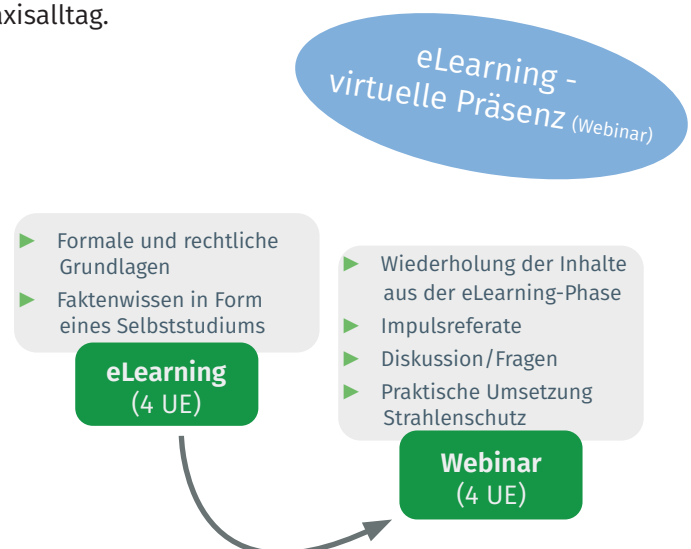 axisalltag.
eLearning -
virtuelle Präsenz (Webinar)
► Formale und rechtliche
Grundlagen
► Faktenwissen in Form
eines Selbststudiums
eLearning
(4 UE)
► Wiederholung der Inhalte
aus der eLearning-Phase
► Impulsreferate
► Diskussion/Fragen
► Praktische Umsetzung
Strahlenschutz
Webinar
(4 UE)